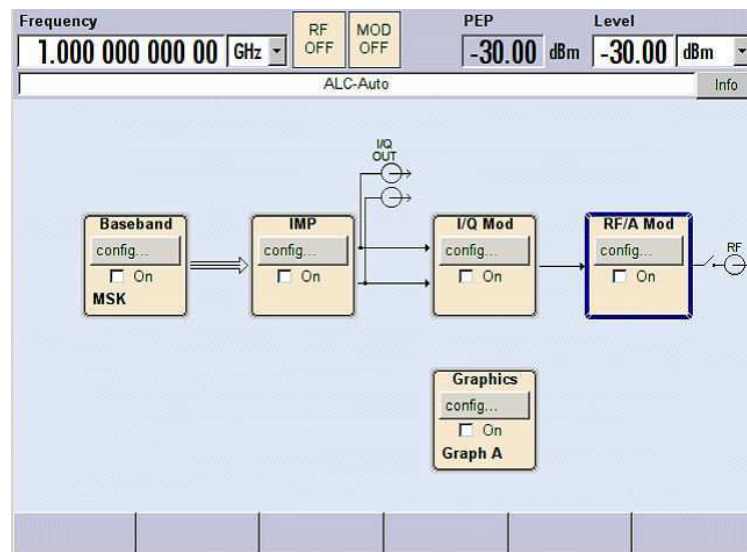 Frequency
1.000 000 000 00 GHz
RF OFF
MOD OFF
PEP
-30.00 dBm
Level
-30.00 dBm
ALC-Auto
Info
I/Q
OUT
Baseband
config...
On
MSK
IMP
config...
On
I/Q Mod
config...
On
RF/A Mod
config...
On
RF
Graphics
config...
On
Graph A